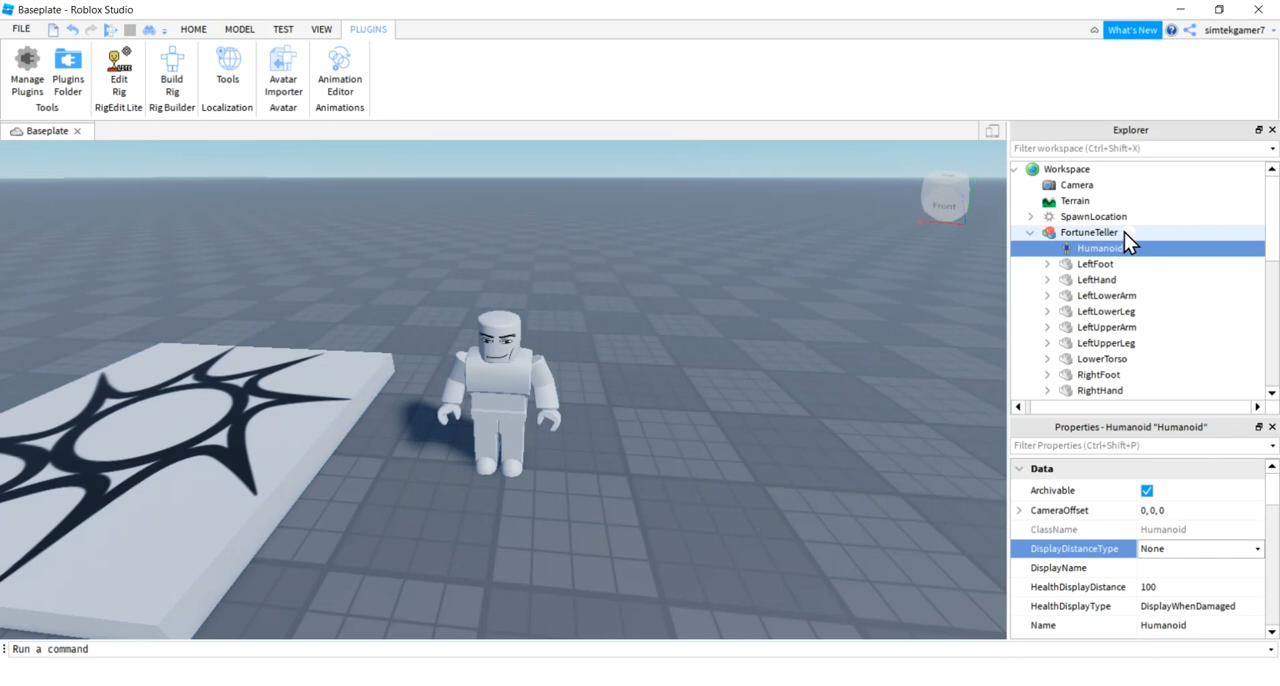 Baseplate - Roblox Studio
FILE HOME MODEL TEST VIEW PLUGINS What's New simtekgamer7
Manage Plugins Plugins Folder Edit Rig Build Rig Tools Avatar Importer Animation Editor
Tools RigEdit Lite Rig Builder Localization Avatar Animations
Baseplate
Front
Explorer
Filter workspace (Ctrl+Shift+X)
Workspace
Camera
Terrain
SpawnLocation
FortuneTeller
Humanoid
LeftFoot
LeftHand
LeftLowerArm
LeftLowerLeg
LeftUpperArm
LeftUpperLeg
LowerTorso
RightFoot
RightHand
Properties - Humanoid "Humanoid"
Filter Properties (Ctrl+Shift+P)
Data
Archivable
CameraOffset 0, 0, 0
ClassName Humanoid
DisplayDistanceType None
DisplayName
HealthDisplayDistance 100
HealthDisplayType DisplayWhenDamaged
Name Humanoid
Run a command